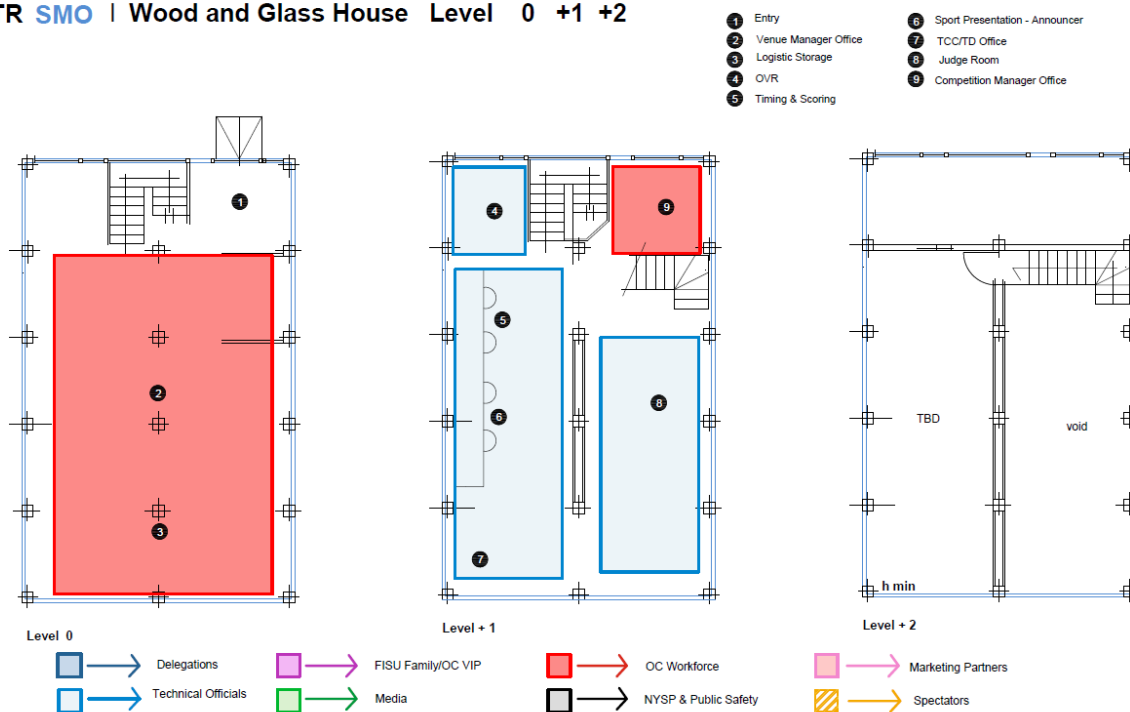 TR SMO | Wood and Glass House Level 0 +1 +2
1 Entry
2 Venue Manager Office
3 Logistic Storage
4 OVR
5 Timing & Scoring
6 Sport Presentation - Announcer
7 TCC/TD Office
8 Judge Room
9 Competition Manager Office
1
2
3
Level 0
4
9
5
6
8
7
Level + 1
TBD
void
h min
Level + 2
Delegations
FISU Family/OC VIP
OC Workforce
Marketing Partners
Technical Officials
Media
NYSP & Public Safety
Spectators